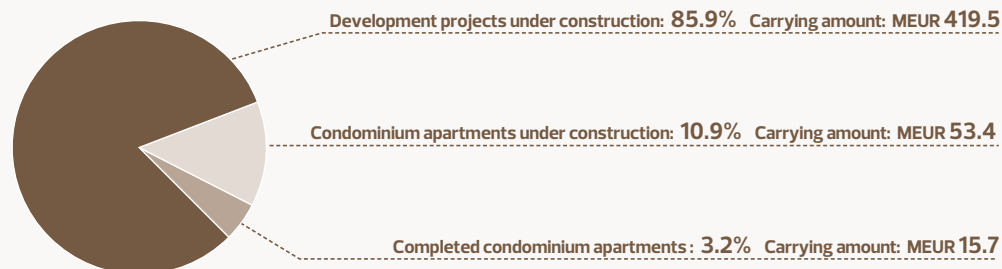 Development projects under construction: 85.9% Carrying amount: MEUR 419.5
Condominium apartments under construction: 10.9% Carrying amount: MEUR 53.4
Completed condominium apartments : 3.2% Carrying amount: MEUR 15.7